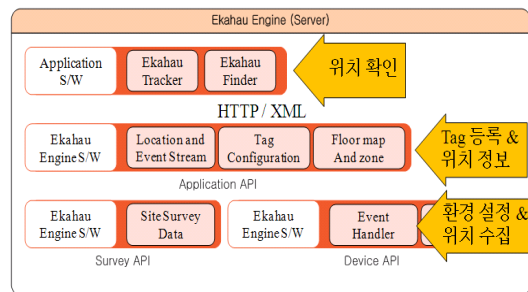 Ekahau Engine (Server)
Application
S/W
Ekahau
Tracker
Ekahau
Finder
위치 확인
HTTP / XML
Ekahau
Engine S/W
Location and
Event Stream
Tag
Configuration
Floor map
And zone
Tag 등록 &
위치 정보
Application API
Ekahau
Engine S/W
Site Survey
Data
Ekahau
Engine S/W
Event
Handler
환경 설정 &
위치 수집
Survey API
Device API